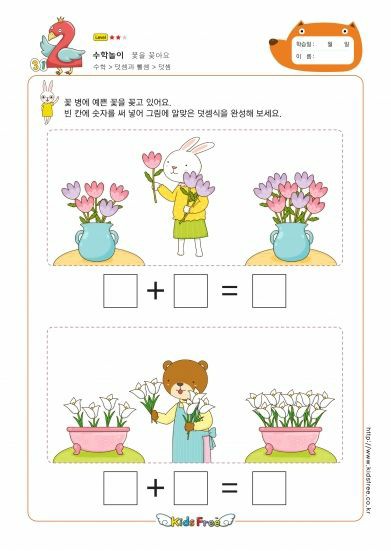 Level ★★
31
2
수학놀이 꽃을 꽂아요
수학 > 덧셈과 뺄셈 > 덧셈
학습일 : 월 일
이 름 :
꽃 병에 예쁜 꽃을 꽂고 있어요.
빈 칸에 숫자를 써 넣어 그림에 알맞은 덧셈식을 완성해 보세요.
+ =
+ =
http://www.kidsfree.co.kr
Kids Free